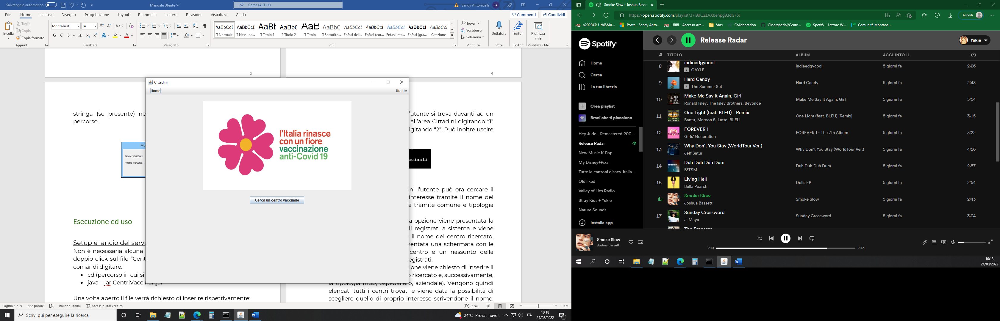 Salvataggio automatico
Manuale Utente
Cerca (ALT+X)
Sandy Antonicelli
SA
File Home Inserisci Disegno Progettazione Layout Riferimenti Lettere Revisione Visualizza Guida
Commenti
Condividi
Incolla
Taglia
Copia
Copia formato
Appunti
Montserrat
14
G C S ab
Carattere
Paragrafo
AaBbCcI AaBbCcI AaBI AaBbC AaB AaBbC AaBbCcL AaBbCcL AaBbCcL AaBbCcI AaBbCcL
¶ Normale ¶ Nessuna... ¶ Titolo 1 ¶ Titolo 2 ¶ Titolo ¶ Sottotito... Enfasi deli... Enfasi (cor... Enfasi inte... Enfasi (gra... Citazione
Stili
Trova
Sostituisci
Seleziona
Modifica
Dettatura
Voce
Editor
Editor
Riutilizza
i file
Riutilizza i file
3
4
stringa (se presente) ne
percorso.
Nome variabile:
Valore variabile:
Esecuzione ed uso
Setup e lancio del serve
Non è necessaria alcuna
doppio click sul file “Cent
comandi digitare:
• cd (percorso in cui si
• java – jar CentriVaccinali.jar
Una volta aperto il file verrà richiesto di inserire rispettivamente:
Cittadini
Home
Utente
l’Italia rinasce
con un fiore
vaccinazione
anti-Covid 19
Cerca un centro vaccinale
’utente si trova davanti ad un
all’area Cittadini digitando “1”
igitando “2”. Può inoltre uscire
ccinali
ini l’utente può ora cercare il
interesse tramite il nome del
e tramite comune e tipologia
a opzione viene presentata la
li registrati a sistema e viene
il nome del centro ricercato.
sentata una schermata con le
centro e un riassunto della
egistrati.
zione viene chiesto di inserire il
o ricercato e, successivamente,
la tipologia (hub, ospedaliero, aziendale). Vengono quindi
elencati tutti i centri trovati e viene data la possibilità di
scegliere quello di proprio interesse scrivendone il nome.
Pagina 3 di 9 862 parole Italiano (Italia) Accessibilità: verifica
Focus
100%
Scrivi qui per eseguire la ricerca
24°C Preval. nuvol.
ITA
10:18
24/08/2022
1
Smoke Slow • Joshua Basse
https://open.spotify.com/playlist/37i9dQZEVXbehpg93dGF5J
Accedi
n202047: UrbiSMA... Posta - Sandy Anto... URBI - Accesso Are... Vars Collaboration GMargherini/Centri... Spotify – Lettore W... Comunità Montana...
Spotify
Home
Cerca
La tua libreria
Crea playlist
Brani che ti piacciono
Hey Jude - Remastered 200...
Release Radar
New Music K-Pop
My Disney+Pixar
Tutte le canzoni disney-Italia...
Old liked
Valley of Lies Radio
Stray Kids + Yukie
Nature Sounds
Installa app
Release Radar
Yukie
# TITOLO ALBUM AGGIUNTO IL
8 indieedgycool indieedgycool 5 giorni fa 2:26
E GAYLE
9 Hard Candy Hard Candy 5 giorni fa 2:43
E The Summer Set
10 Make Me Say It Again, Girl Make Me Say It Again, Girl 5 giorni fa 5:14
Ronald Isley, The Isley Brothers, Beyoncé
11 One Light (feat. BLEU) - Remix One Light (feat. BLEU) [Remix] 5 giorni fa 3:15
Bantu, Maroon 5, Latto, BLEU
12 FOREVER 1 FOREVER 1 - The 7th Album 5 giorni fa 3:22
Girls' Generation
13 Why Don't You Stay (WorldTour Ver.) Why Don't You Stay (WorldTour Ver.) 5 giorni fa 4:16
Jeff Satur
14 Duh Duh Duh Dum Duh Duh Duh Dum 5 giorni fa 2:57
B²TSM
15 Living Hell Dolls EP 5 giorni fa 2:54
Bella Poarch
Smoke Slow Smoke Slow 5 giorni fa 2:43
Joshua Bassett
17 Sunday Crossword Sunday Crossword 5 giorni fa 3:04
J. Maya
The Emperor
Smoke Slow
Joshua Bassett
2:10
2:43
10:18
24/08/2022